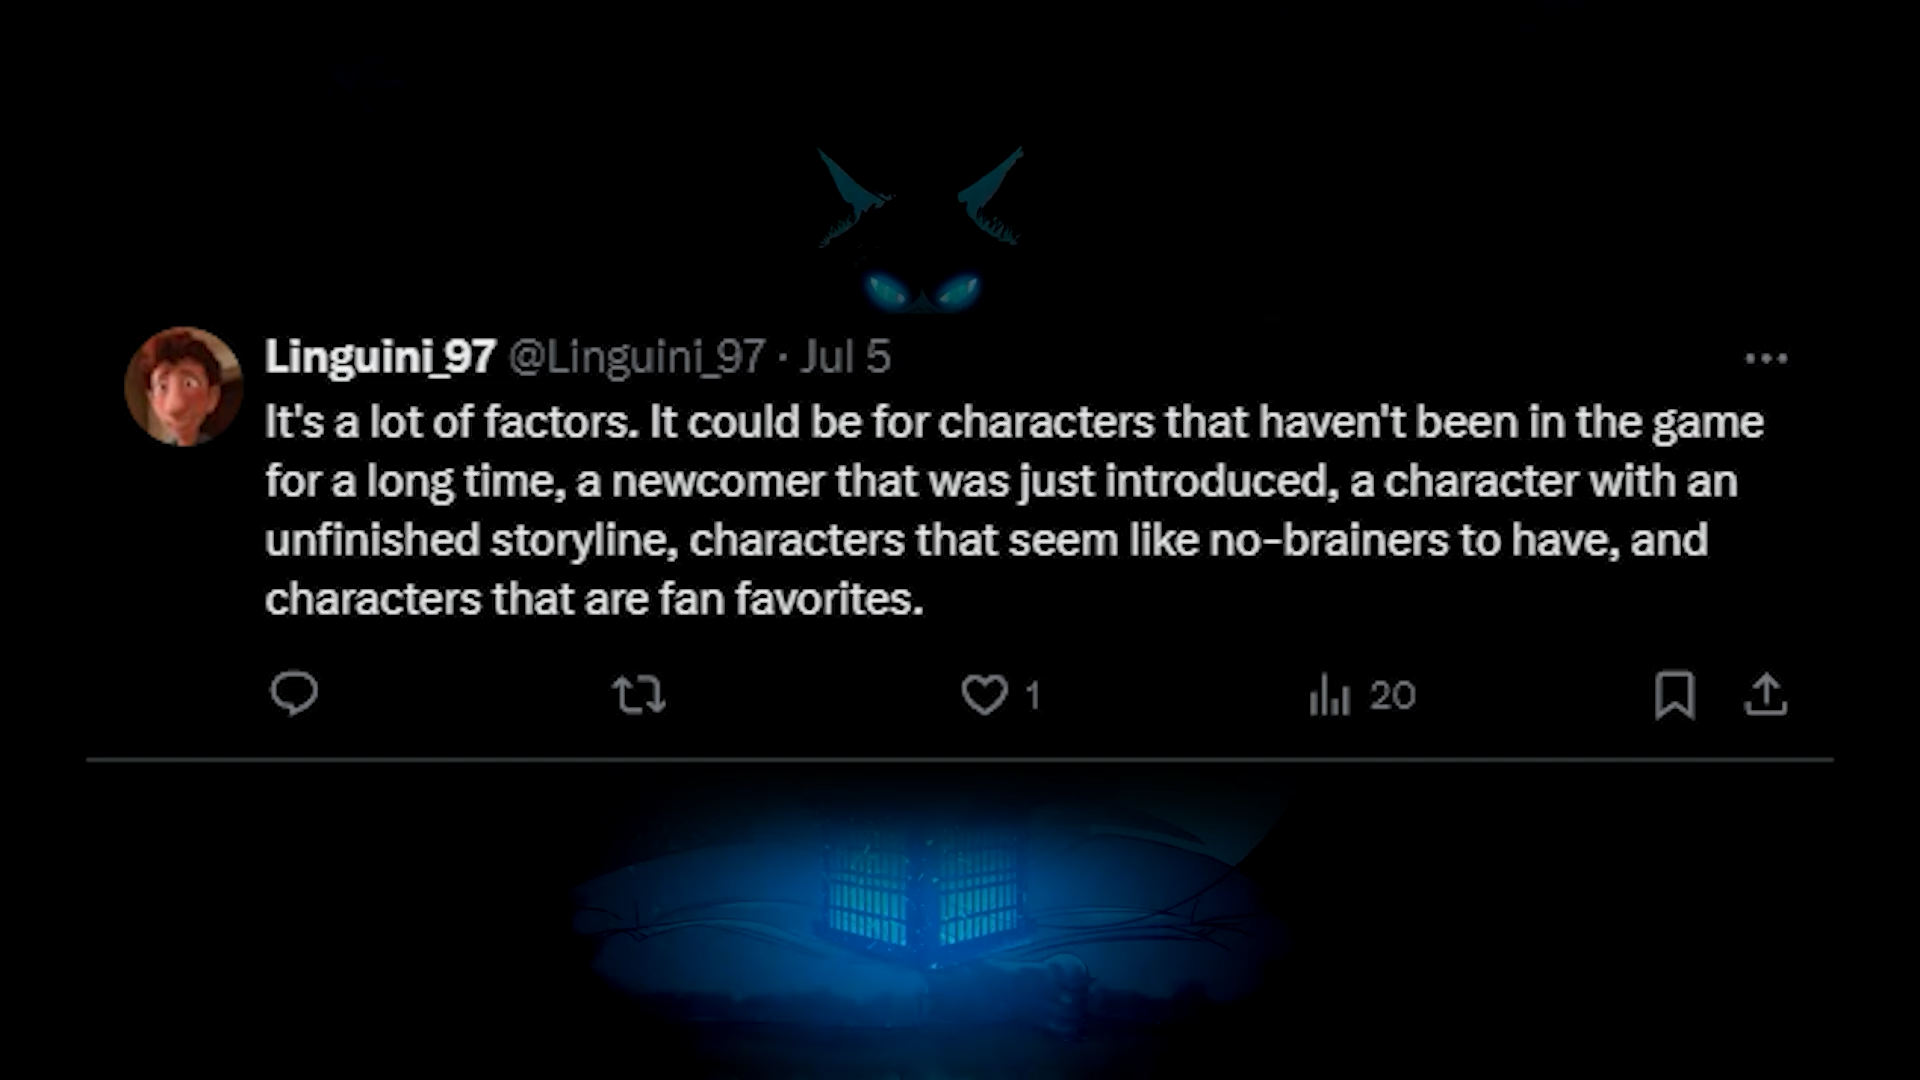 Linguini_97 @Linguini_97 · Jul 5
It's a lot of factors. It could be for characters that haven't been in the game
for a long time, a newcomer that was just introduced, a character with an
unfinished storyline, characters that seem like no-brainers to have, and
characters that are fan favorites.
1 20